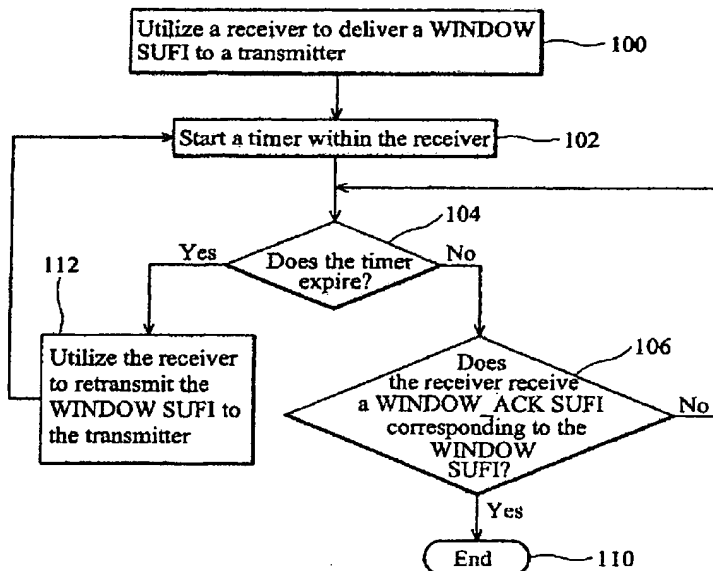 Utilize a receiver to deliver a WINDOW
SUFI to a transmitter
100
Start a timer within the receiver
102
104
Yes
Does the timer
expire?
No
112
Utilize the receiver
to retransmit the
WINDOW SUFI to
the transmitter
106
Does
the receiver receive
a WINDOW_ACK SUFI
corresponding to the
WINDOW
SUFI?
No
Yes
End
110